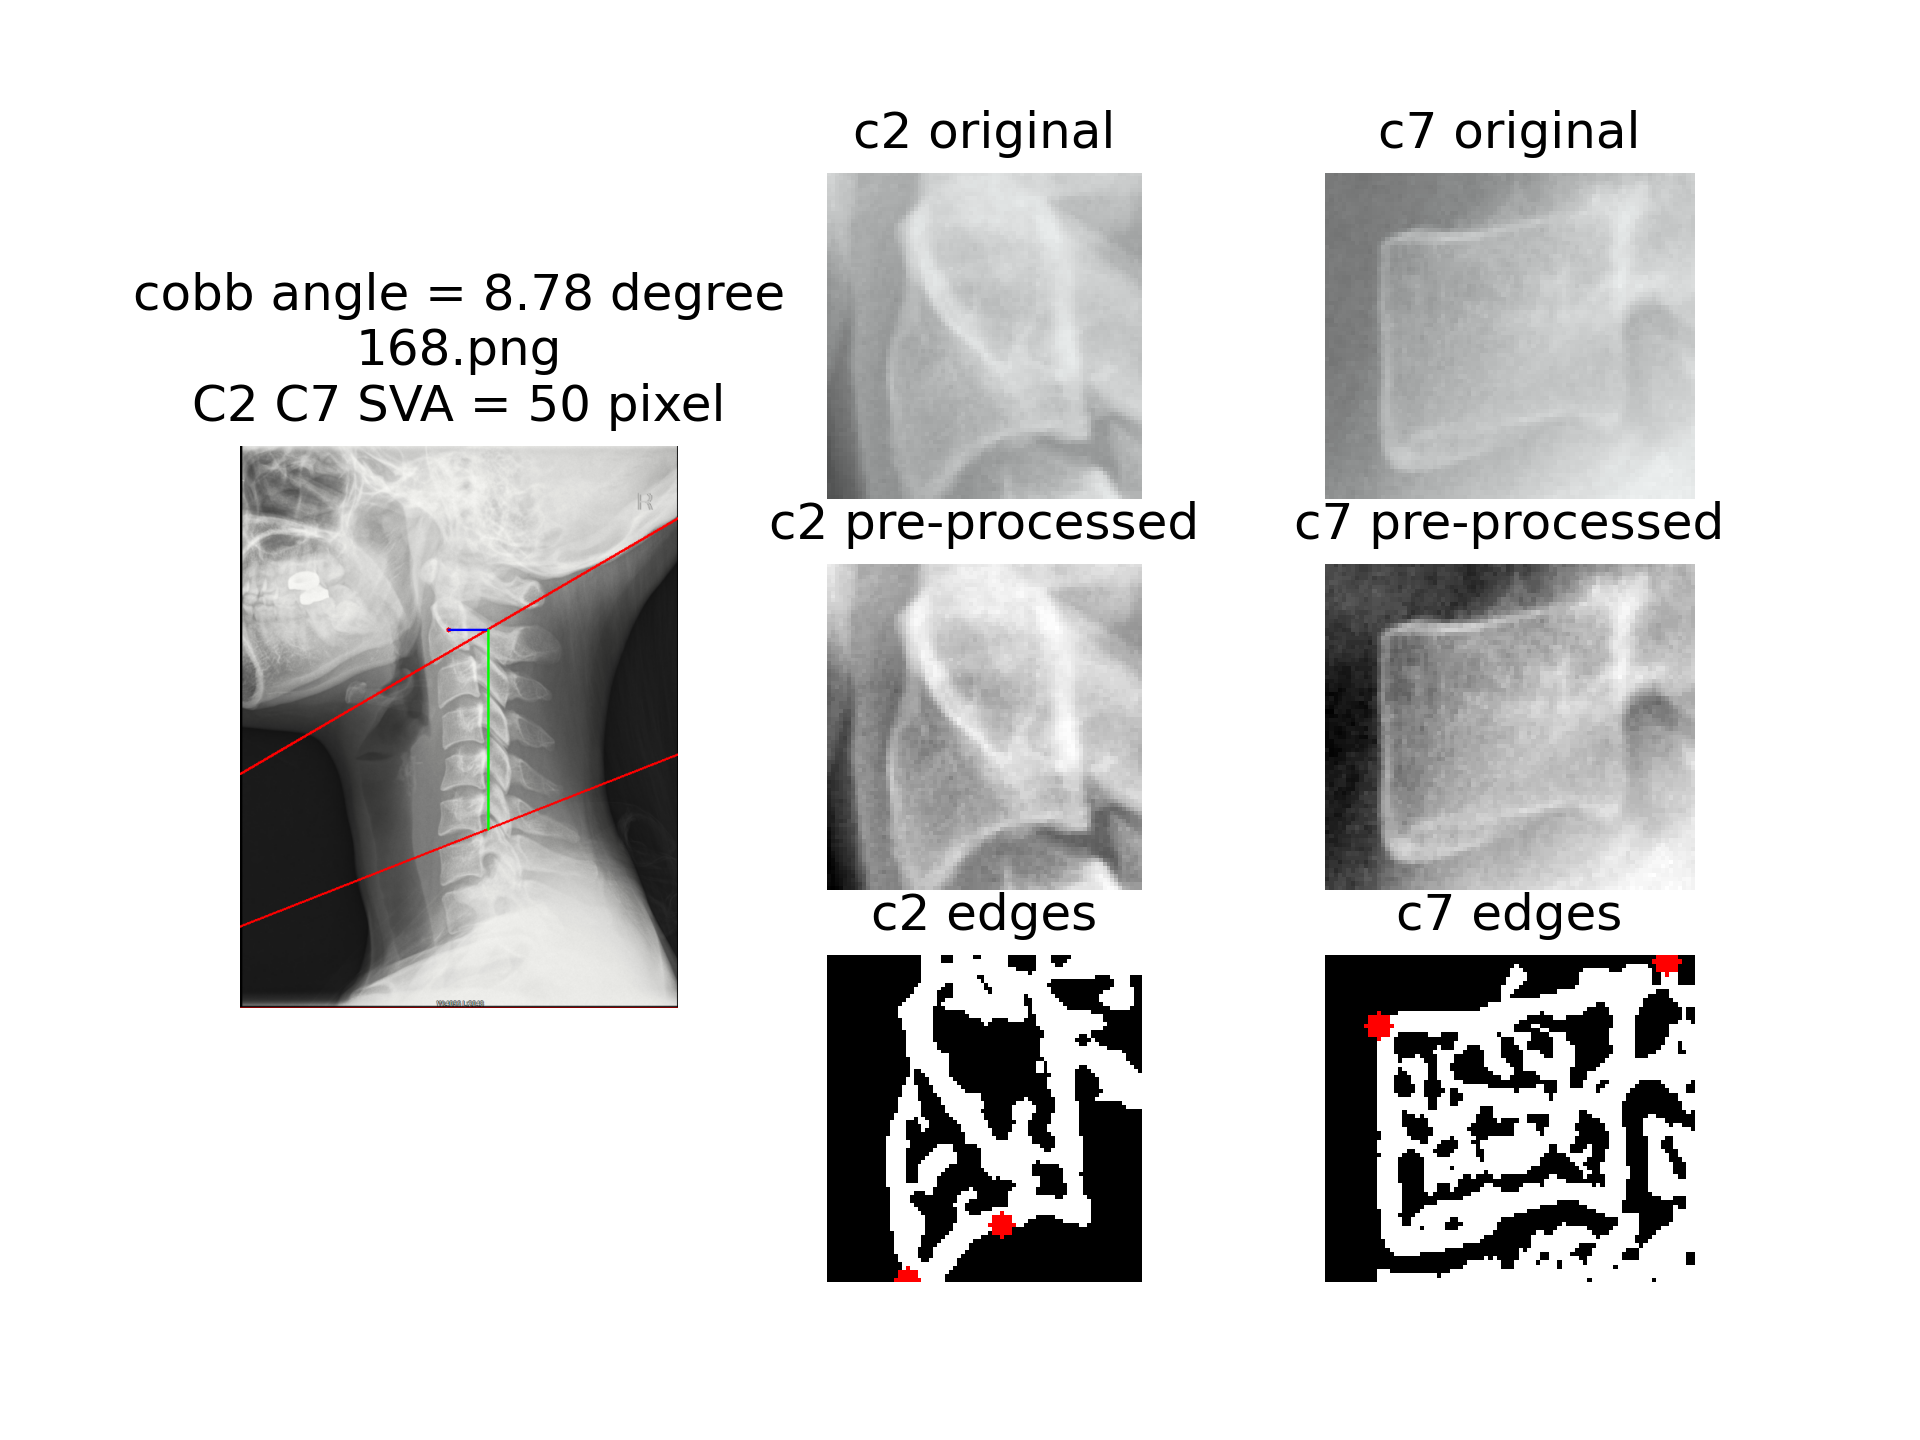 cobb angle = 8.78 degree
168.png
C2 C7 SVA = 50 pixel
R
c2 original
c7 original
c2 pre-processed
c7 pre-processed
c2 edges
c7 edges